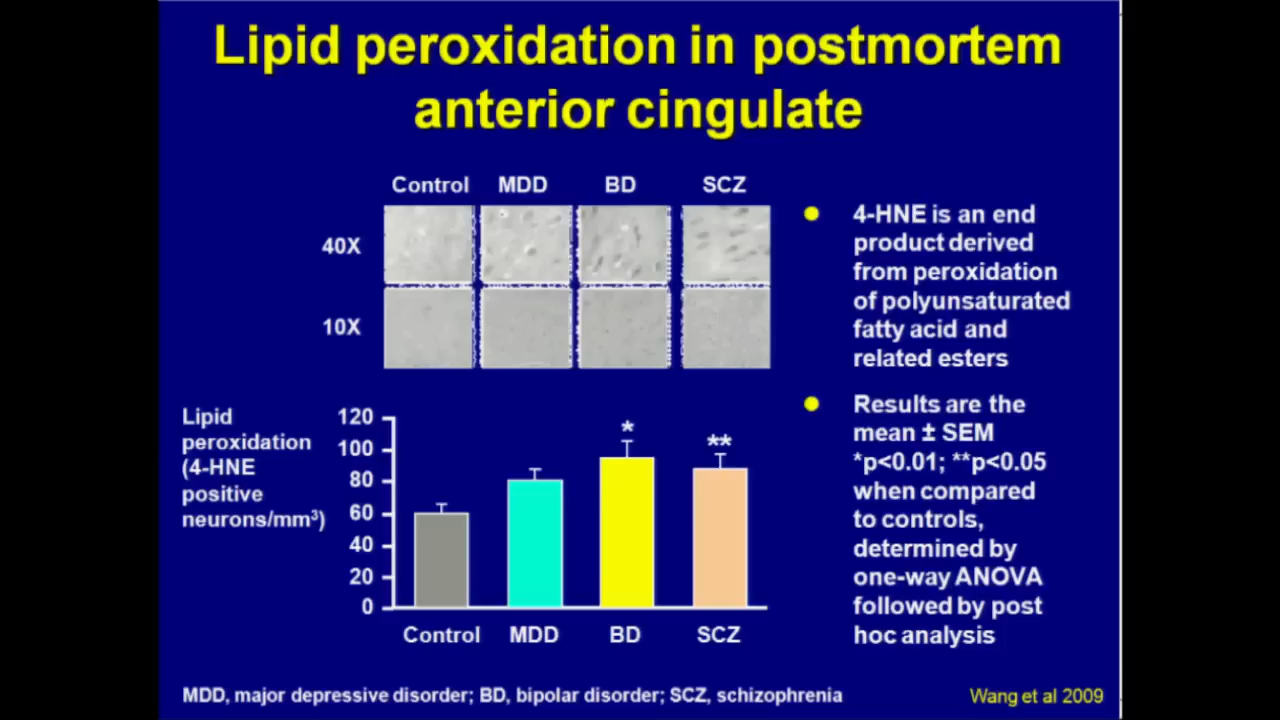 Lipid peroxidation in postmortem
anterior cingulate
Control MDD BD SCZ
40X
10X
Lipid
peroxidation
(4-HNE
positive
neurons/mm³)
120
100
80
60
40
20
0
* **
Control MDD BD SCZ
4-HNE is an end
product derived
from peroxidation
of polyunsaturated
fatty acid and
related esters
Results are the
mean ± SEM
*p<0.01; **p<0.05
when compared
to controls,
determined by
one-way ANOVA
followed by post
hoc analysis
MDD, major depressive disorder; BD, bipolar disorder; SCZ, schizophrenia
Wang et al 2009